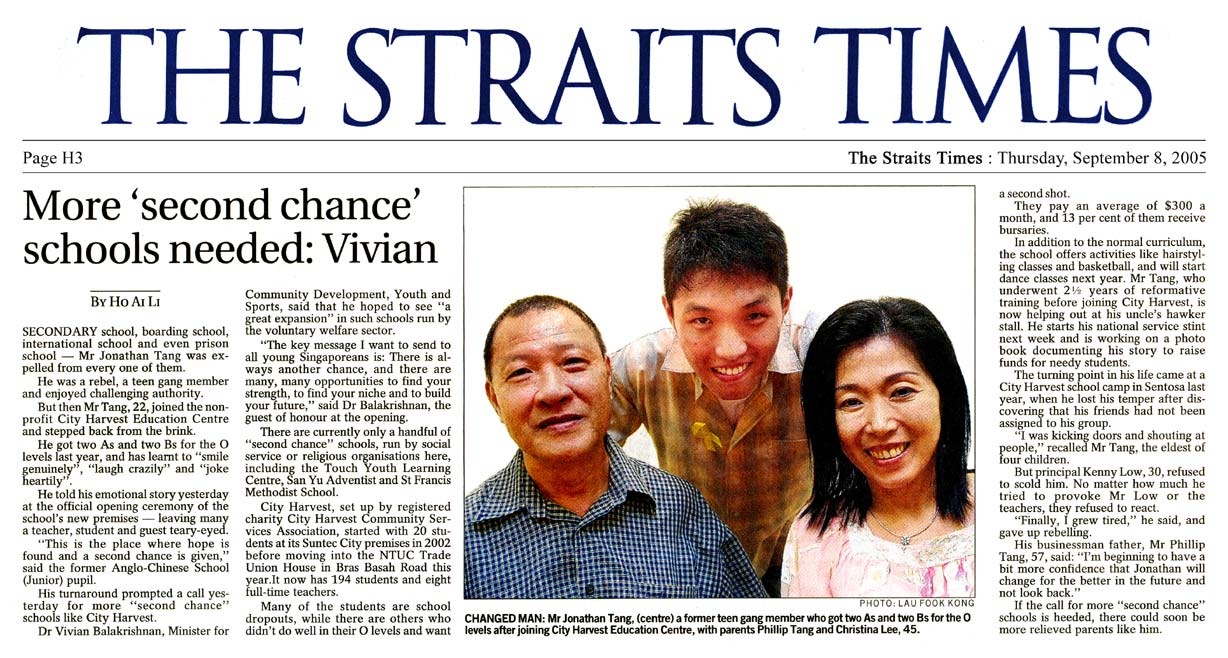 THE STRAITS TIMES
Page H3
The Straits Times : Thursday, September 8, 2005
More ‘second chance’
schools needed: Vivian
BY HO AI LI
SECONDARY school, boarding school,
international school and even prison
school — Mr Jonathan Tang was ex-
pelled from every one of them.
He was a rebel, a teen gang member
and enjoyed challenging authority.
But then Mr Tang, 22, joined the non-
profit City Harvest Education Centre
and stepped back from the brink.
He got two As and two Bs for the O
levels last year, and has learnt to “smile
genuinely”, “laugh crazily” and “joke
heartily”.
He told his emotional story yesterday
at the official opening ceremony of the
school’s new premises — leaving many
a teacher, student and guest teary-eyed.
“This is the place where hope is
found and a second chance is given,”
said the former Anglo-Chinese School
(Junior) pupil.
His turnaround prompted a call yes-
terday for more “second chance”
schools like City Harvest.
Dr Vivian Balakrishnan, Minister for
Community Development, Youth and
Sports, said that he hoped to see “a
great expansion” in such schools run by
the voluntary welfare sector.
“The key message I want to send to
all young Singaporeans is: There is al-
ways another chance, and there are
many, many opportunities to find your
strength, to find your niche and to build
your future,” said Dr Balakrishnan, the
guest of honour at the opening.
There are currently only a handful of
“second chance” schools, run by social
service or religious organisations here,
including the Touch Youth Learning
Centre, San Yu Adventist and St Francis
Methodist School.
City Harvest, set up by registered
charity City Harvest Community Ser-
vices Association, started with 20 stu-
dents at its Suntec City premises in 2002
before moving into the NTUC Trade
Union House in Bras Basah Road this
year.It now has 194 students and eight
full-time teachers.
Many of the students are school
dropouts, while there are others who
didn’t do well in their O levels and want
PHOTO: LAU FOOK KONG
CHANGED MAN: Mr Jonathan Tang, (centre) a former teen gang member who got two As and two Bs for the O
levels after joining City Harvest Education Centre, with parents Phillip Tang and Christina Lee, 45.
a second shot.
They pay an average of $300 a
month, and 13 per cent of them receive
bursaries.
In addition to the normal curriculum,
the school offers activities like hairstyl-
ing classes and basketball, and will start
dance classes next year. Mr Tang, who
underwent 2½ years of reformative
training before joining City Harvest, is
now helping out at his uncle’s hawker
stall. He starts his national service stint
next week and is working on a photo
book documenting his story to raise
funds for needy students.
The turning point in his life came at a
City Harvest school camp in Sentosa last
year, when he lost his temper after dis-
covering that his friends had not been
assigned to his group.
“I was kicking doors and shouting at
people,” recalled Mr Tang, the eldest of
four children.
But principal Kenny Low, 30, refused
to scold him. No matter how much he
tried to provoke Mr Low or the
teachers, they refused to react.
“Finally, I grew tired,” he said, and
gave up rebelling.
His businessman father, Mr Phillip
Tang, 57, said: “I’m beginning to have a
bit more confidence that Jonathan will
change for the better in the future and
not look back.”
If the call for more “second chance”
schools is heeded, there could soon be
more relieved parents like him.